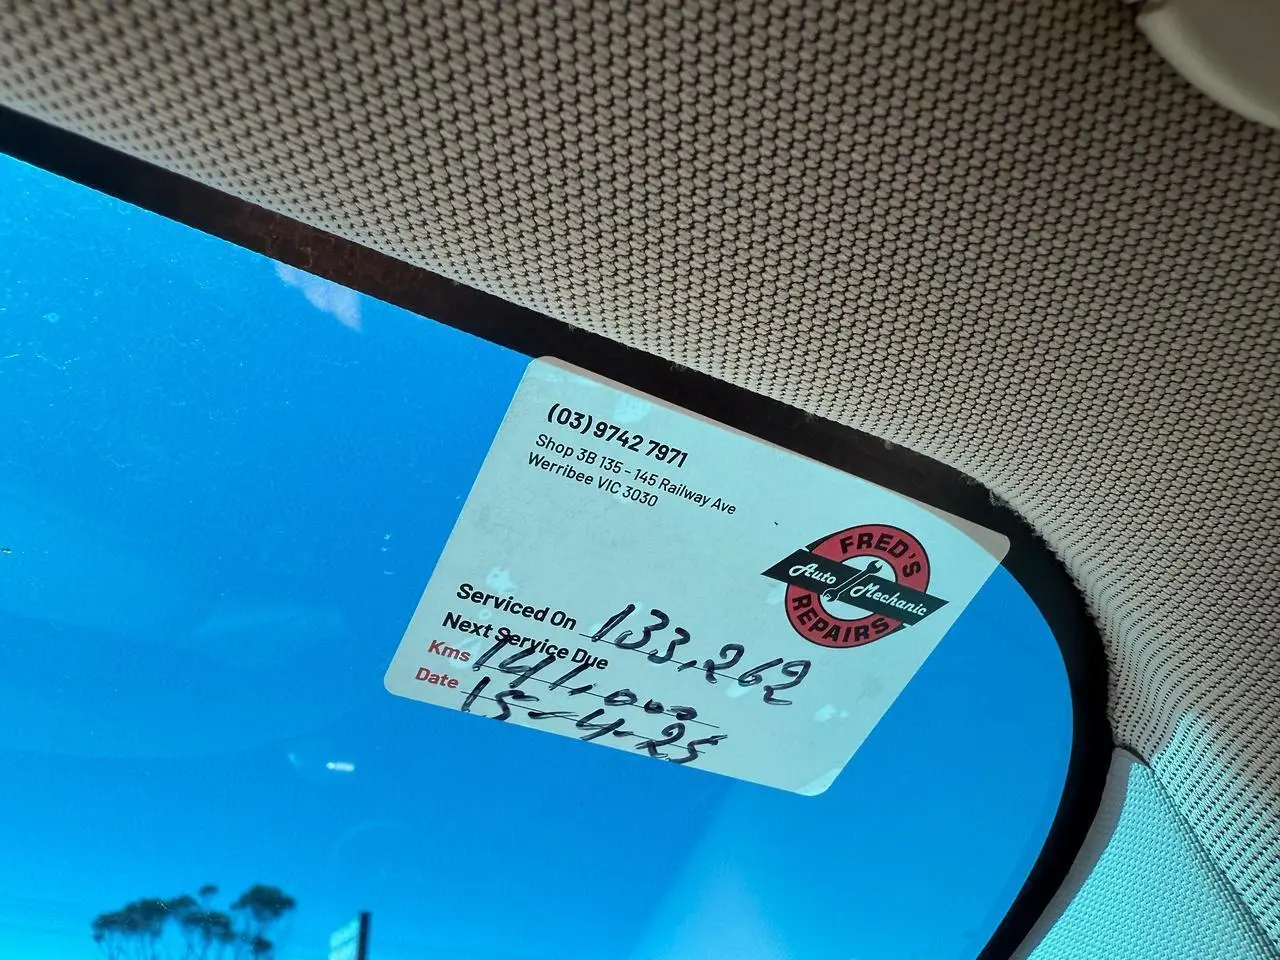 (03) 9742 7971
Shop 3B 135 - 145 Railway Ave
Werribee VIC 3030
FRED'S
Auto Mechanic
REPAIRS
Serviced On 133,262
Next Service Due
Kms 141,000
Date 15-4-25